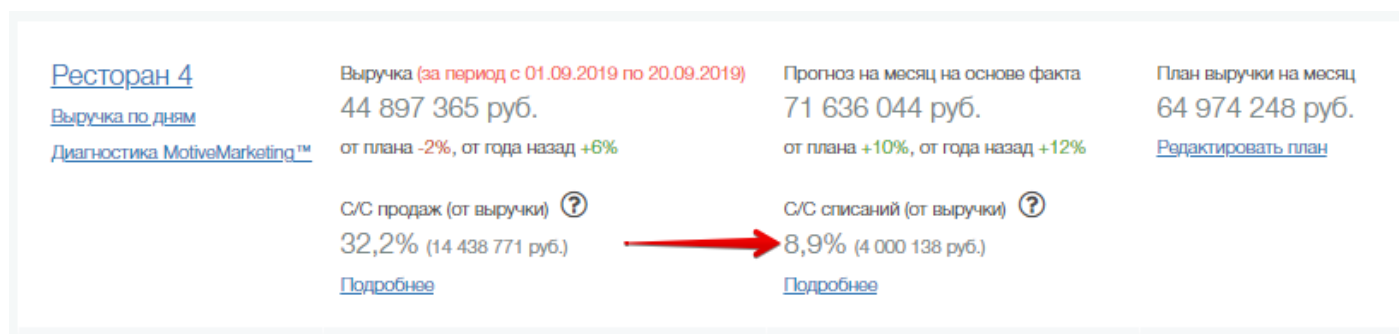 Ресторан 4
Выручка по дням
Диагностика MotiveMarketing™
Выручка (за период с 01.09.2019 по 20.09.2019)
44 897 365 руб.
от плана -2%, от года назад +6%
Прогноз на месяц на основе факта
71 636 044 руб.
от плана +10%, от года назад +12%
План выручки на месяц
64 974 248 руб.
Редактировать план
С/С продаж (от выручки) ?
32,2% (14 438 771 руб.)
Подробнее
С/С списаний (от выручки) ?
8,9% (4 000 138 руб.)
Подробнее